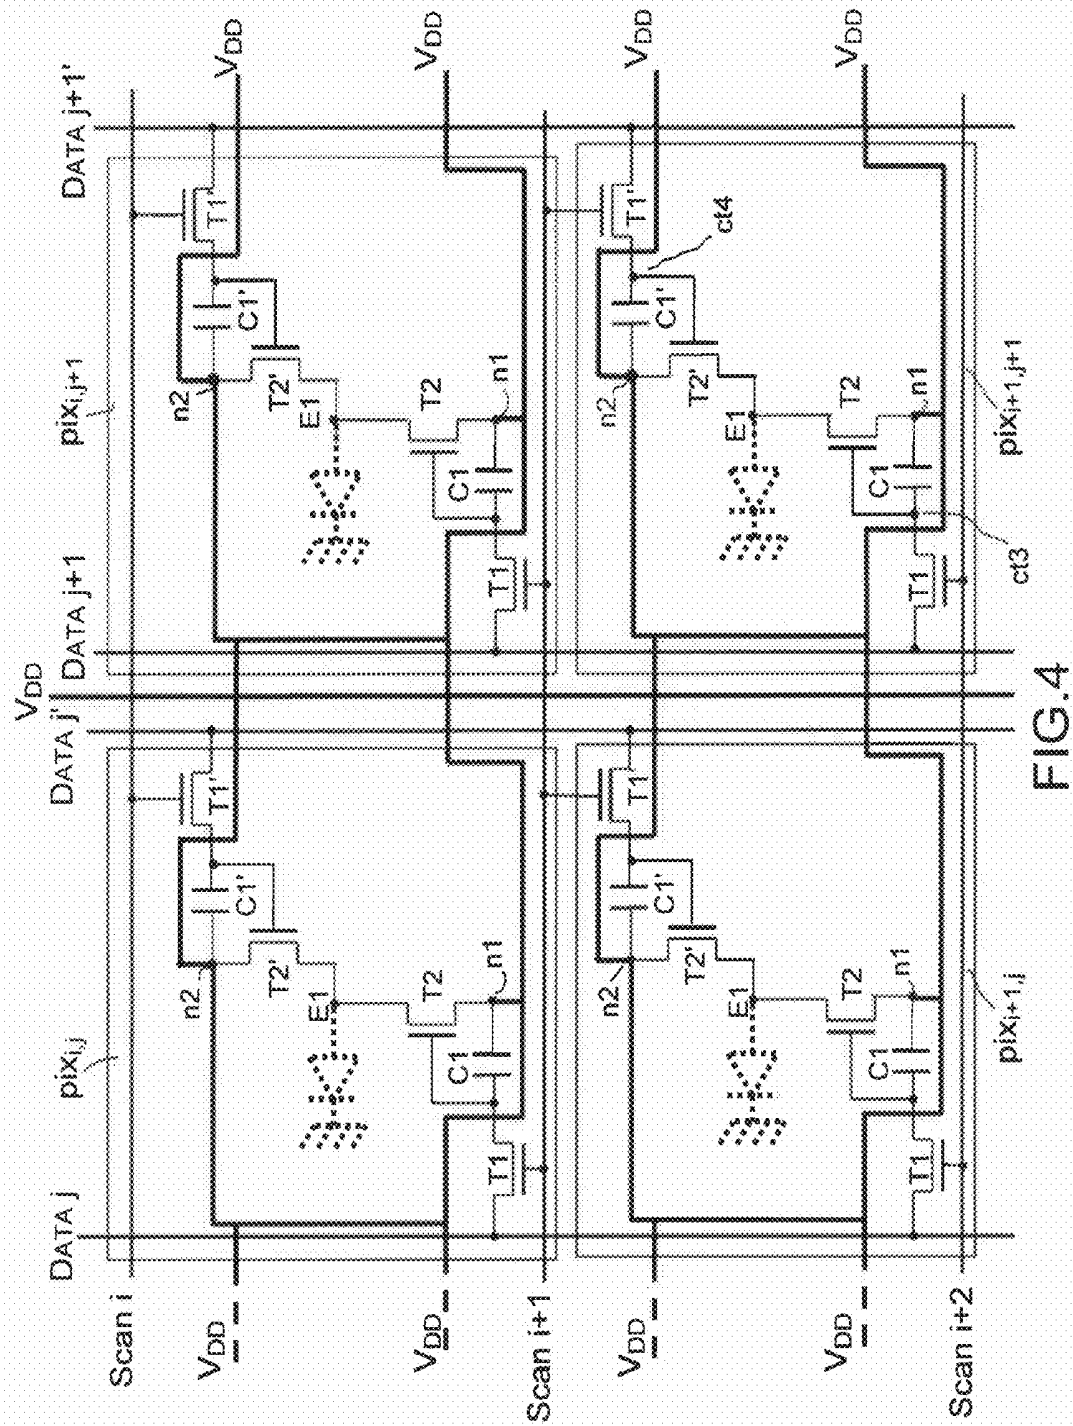 DATA j
DATA j'
VDD
DATA j+1
DATA j+1'
Scan i
pixi,j
pixi,j+1
T1'
T1'
VDD
VDD
n2
C1'
n2
C1'
T2'
T2'
E1
E1
T2
T2
n1
n1
C1
C1
VDD
VDD
T1
T1
Scan i+1
T1'
T1'
VDD
VDD
ct4
n2
C1'
n2
C1'
T2'
T2'
E1
E1
T2
T2
n1
n1
C1
C1
VDD
VDD
T1
T1
Scan i+2
pixi+1,j
ct3
pixi+1,j+1
FIG.4